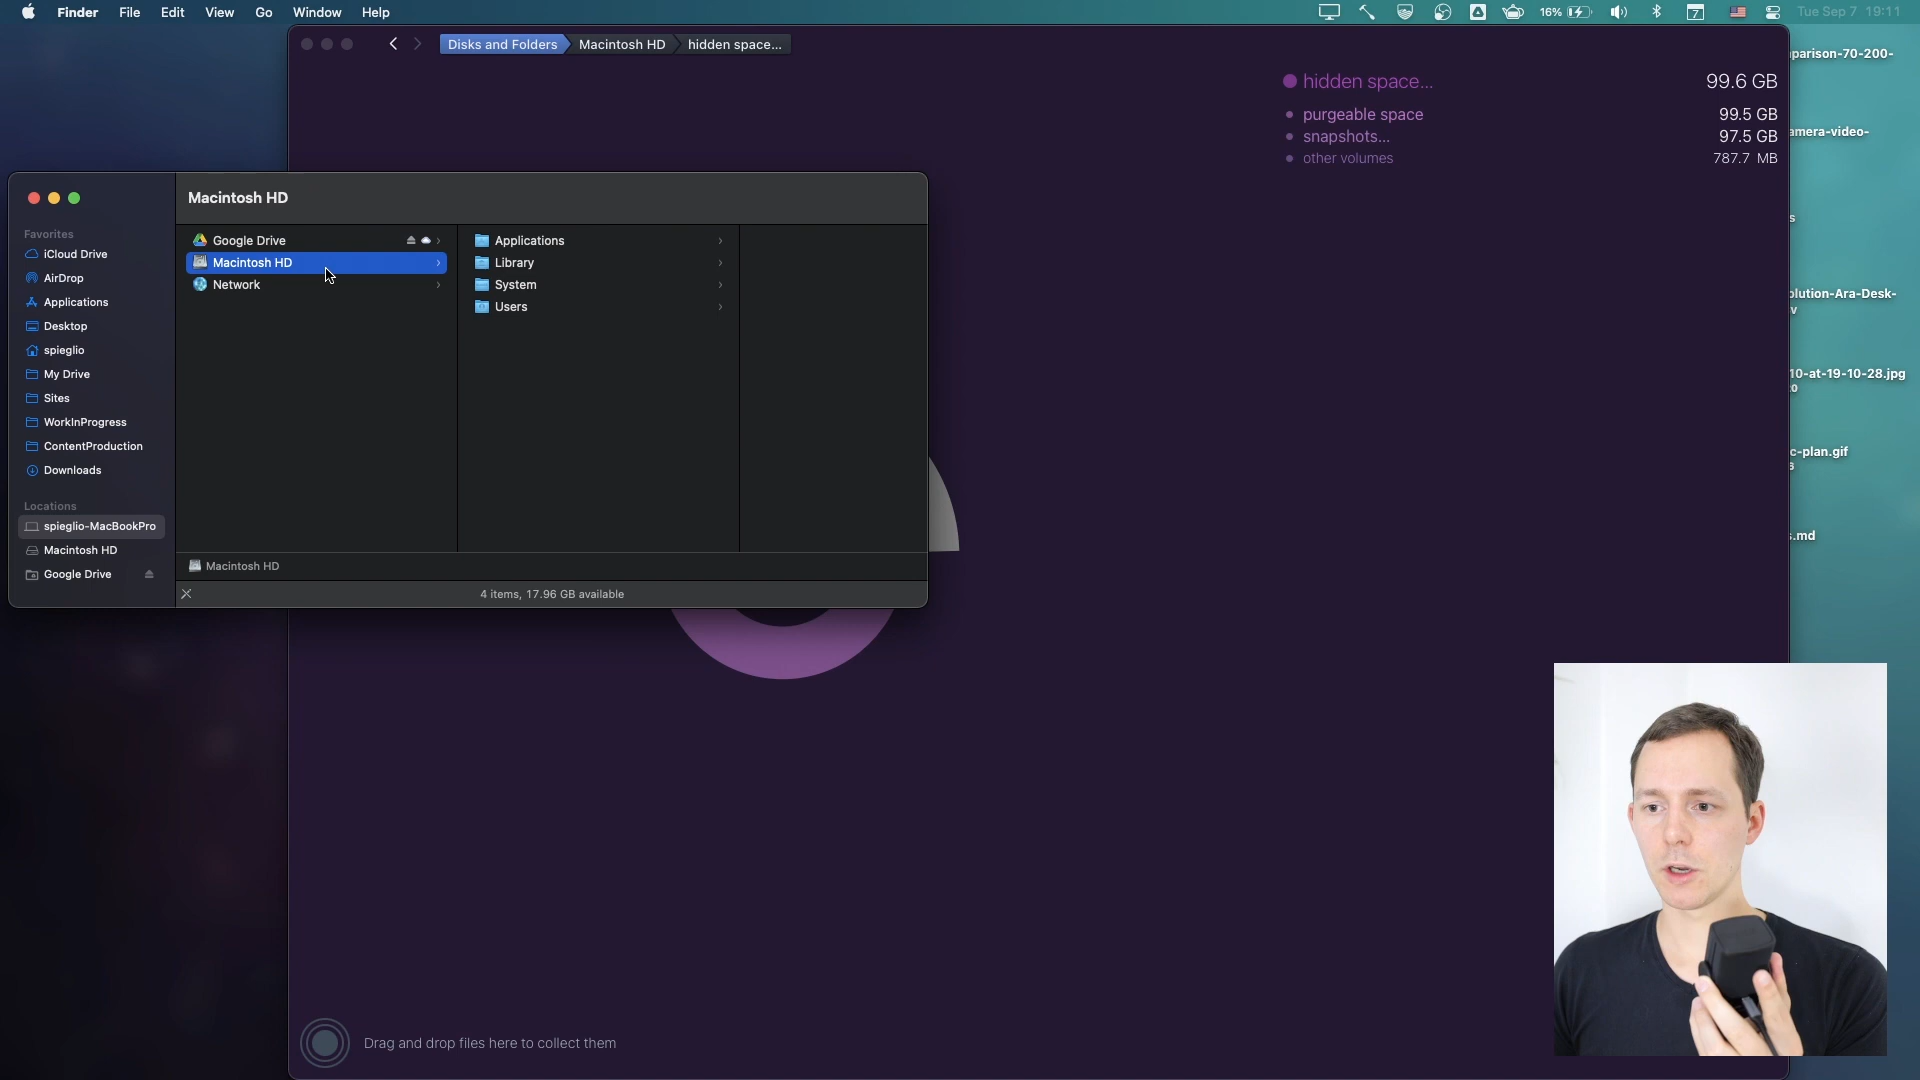 Finder File Edit View Go Window Help
16%
7
Tue Sep 7 19:11
Disks and Folders Macintosh HD hidden space...
hidden space... 99.6 GB
purgeable space 99.5 GB
snapshots... 97.5 GB
other volumes 787.7 MB
Macintosh HD
Favorites
iCloud Drive
AirDrop
Applications
Desktop
spieglio
My Drive
Sites
WorkInProgress
ContentProduction
Downloads
Locations
spieglio-MacBookPro
Macintosh HD
Google Drive
Google Drive
Macintosh HD
Network
Applications
Library
System
Users
Macintosh HD
4 items, 17.96 GB available
Drag and drop files here to collect them
parison-70-200-
amera-video-
s
olution-Ara-Desk-
v
10-at-19-10-28.jpg
c-plan.gif
.md